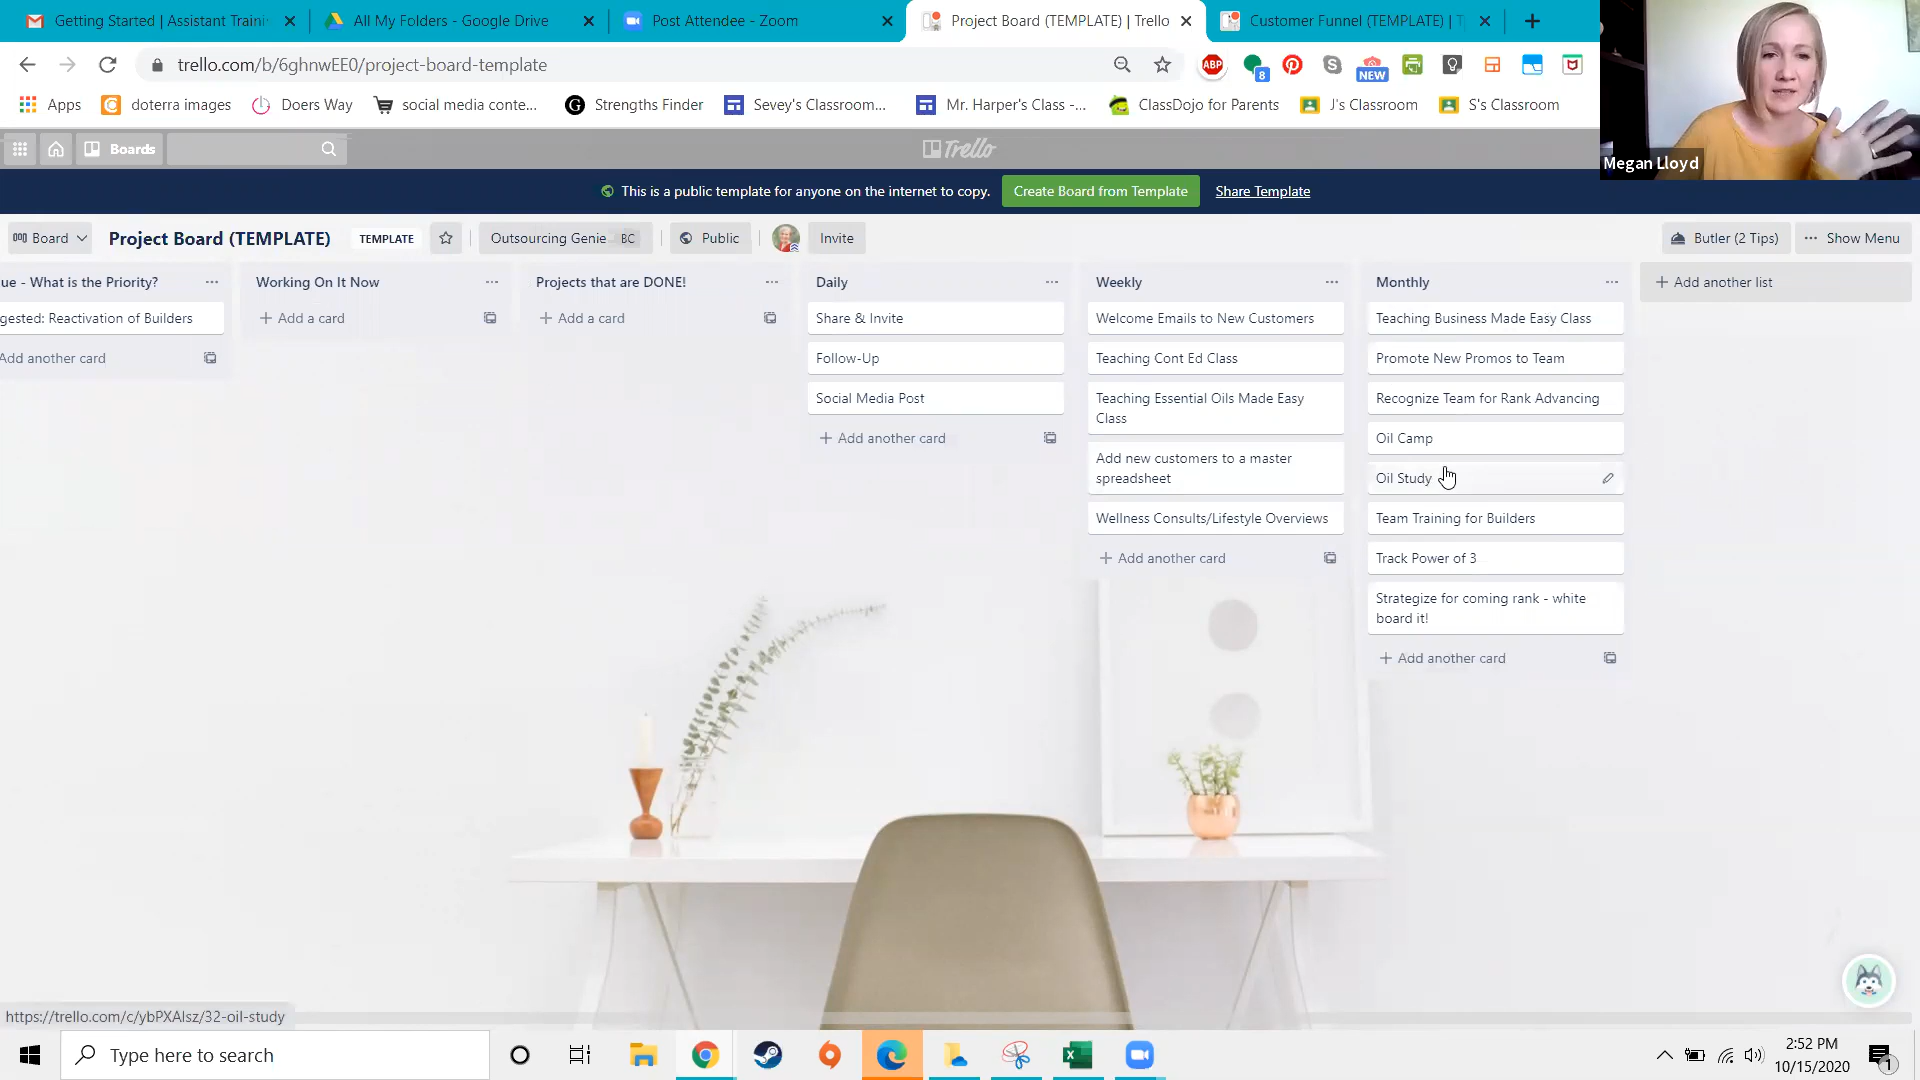 Getting Started | Assistant Traini
All My Folders - Google Drive
Post Attendee - Zoom
Project Board (TEMPLATE) | Trello
Customer Funnel (TEMPLATE) |
trello.com/b/6ghnwEE0/project-board-template
ABP
8
NEW
Apps
doterra images
Doers Way
social media conte...
G
Strengths Finder
Sevey's Classroom...
Mr. Harper's Class -...
ClassDojo for Parents
J's Classroom
S's Classroom
Megan Lloyd
Boards
Trello
This is a public template for anyone on the internet to copy.
Create Board from Template
Share Template
Board
Project Board (TEMPLATE)
TEMPLATE
Outsourcing Genie
BC
Public
Invite
Butler (2 Tips)
Show Menu
ue - What is the Priority?
gested: Reactivation of Builders
Add another card
Working On It Now
Add a card
Projects that are DONE!
Add a card
Daily
Share & Invite
Follow-Up
Social Media Post
Add another card
Weekly
Welcome Emails to New Customers
Teaching Cont Ed Class
Teaching Essential Oils Made Easy
Class
Add new customers to a master
spreadsheet
Wellness Consults/Lifestyle Overviews
Add another card
Monthly
Teaching Business Made Easy Class
Promote New Promos to Team
Recognize Team for Rank Advancing
Oil Camp
Oil Study
Team Training for Builders
Track Power of 3
Strategize for coming rank - white
board it!
Add another card
Add another list
https://trello.com/c/ybPXAlsz/32-oil-study
Type here to search
2:52 PM
10/15/2020
1